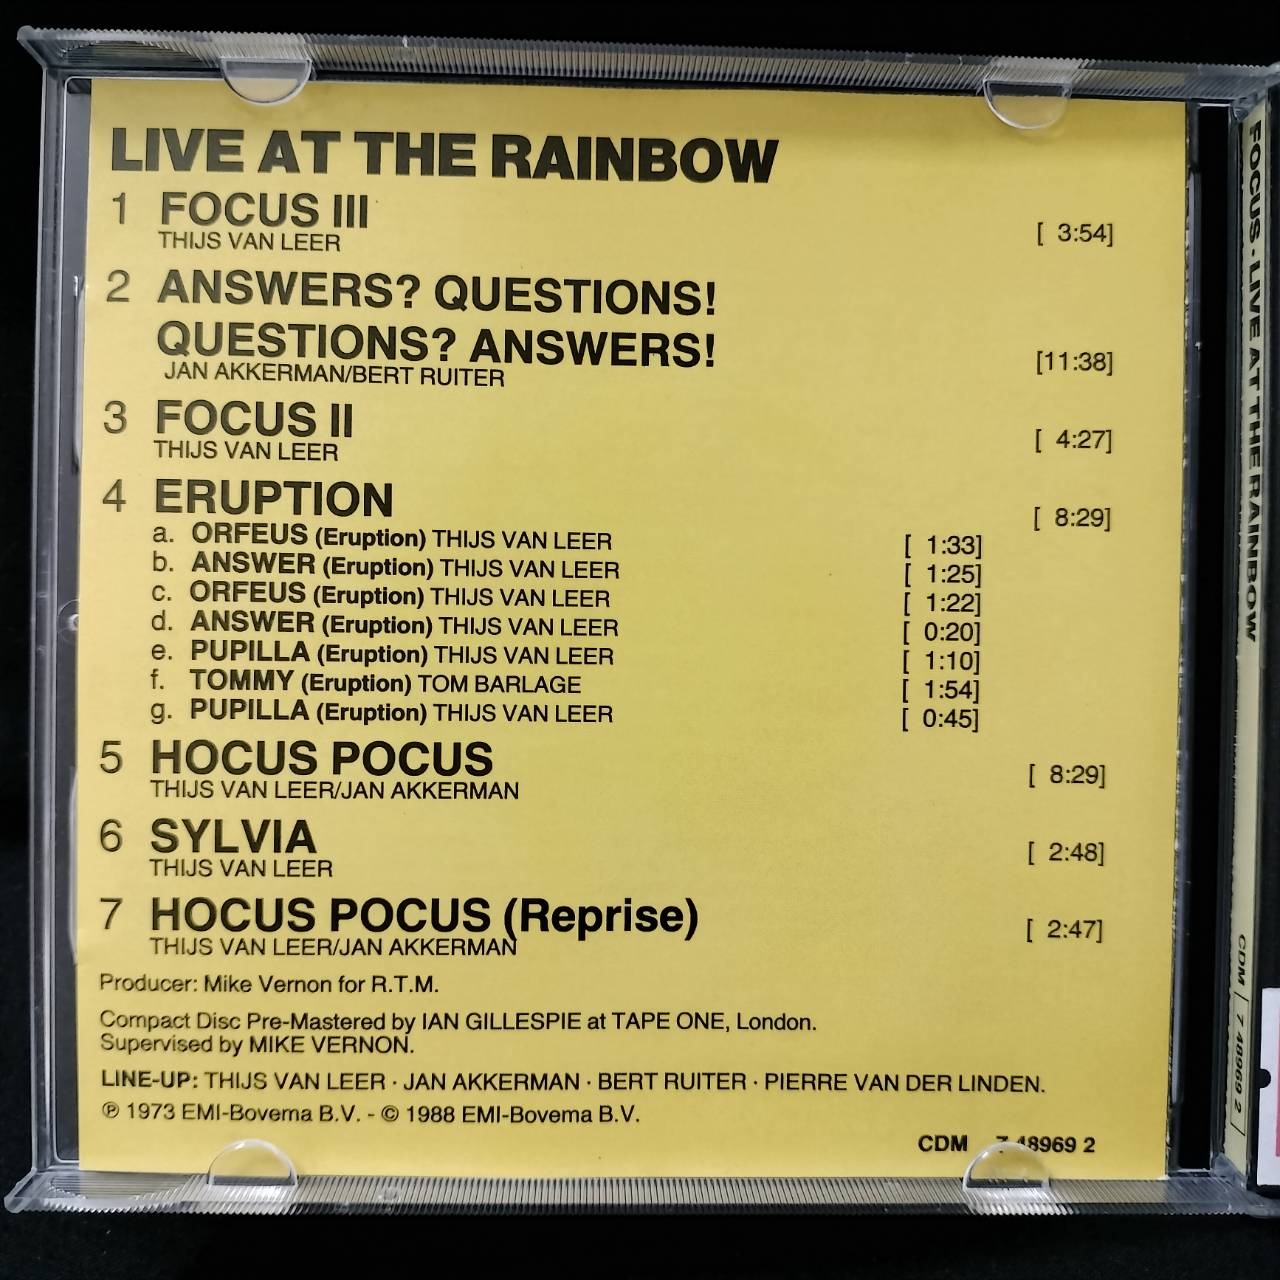 LIVE AT THE RAINBOW
1 FOCUS III
THIJS VAN LEER [ 3:54]
2 ANSWERS? QUESTIONS!
QUESTIONS? ANSWERS!
JAN AKKERMAN/BERT RUITER [11:38]
3 FOCUS II
THIJS VAN LEER [ 4:27]
4 ERUPTION [ 8:29]
a. ORFEUS (Eruption) THIJS VAN LEER [ 1:33]
b. ANSWER (Eruption) THIJS VAN LEER [ 1:25]
c. ORFEUS (Eruption) THIJS VAN LEER [ 1:22]
d. ANSWER (Eruption) THIJS VAN LEER [ 0:20]
e. PUPILLA (Eruption) THIJS VAN LEER [ 1:10]
f. TOMMY (Eruption) TOM BARLAGE [ 1:54]
g. PUPILLA (Eruption) THIJS VAN LEER [ 0:45]
5 HOCUS POCUS
THIJS VAN LEER/JAN AKKERMAN [ 8:29]
6 SYLVIA
THIJS VAN LEER [ 2:48]
7 HOCUS POCUS (Reprise)
THIJS VAN LEER/JAN AKKERMAN [ 2:47]
Producer: Mike Vernon for R.T.M.
Compact Disc Pre-Mastered by IAN GILLESPIE at TAPE ONE, London.
Supervised by MIKE VERNON.
LINE-UP: THIJS VAN LEER · JAN AKKERMAN · BERT RUITER · PIERRE VAN DER LINDEN.
℗ 1973 EMI-Bovema B.V. - © 1988 EMI-Bovema B.V.
CDM 7 48969 2
FOCUS · LIVE AT THE RAINBOW
CDM 7 48969 2